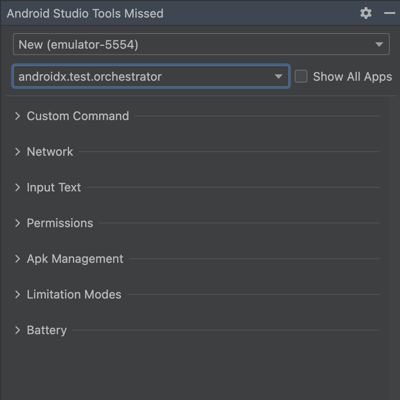 Android Studio Tools Missed
New (emulator-5554)
androidx.test.orchestrator
Show All Apps
Custom Command
Network
Input Text
Permissions
Apk Management
Limitation Modes
Battery